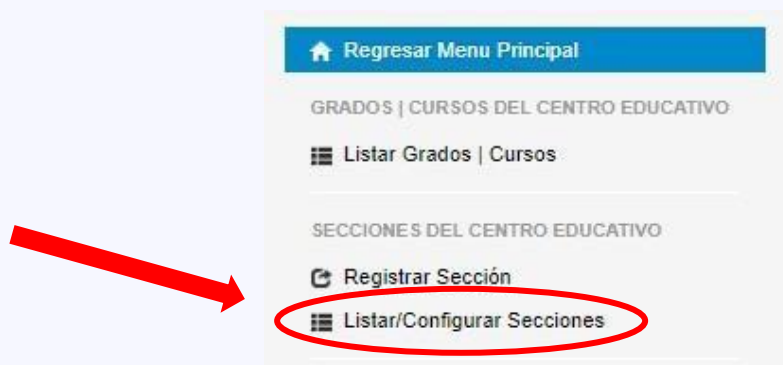 Regresar Menu Principal
GRADOS | CURSOS DEL CENTRO EDUCATIVO
Listar Grados | Cursos
SECCIONES DEL CENTRO EDUCATIVO
Registrar Sección
Listar/Configurar Secciones